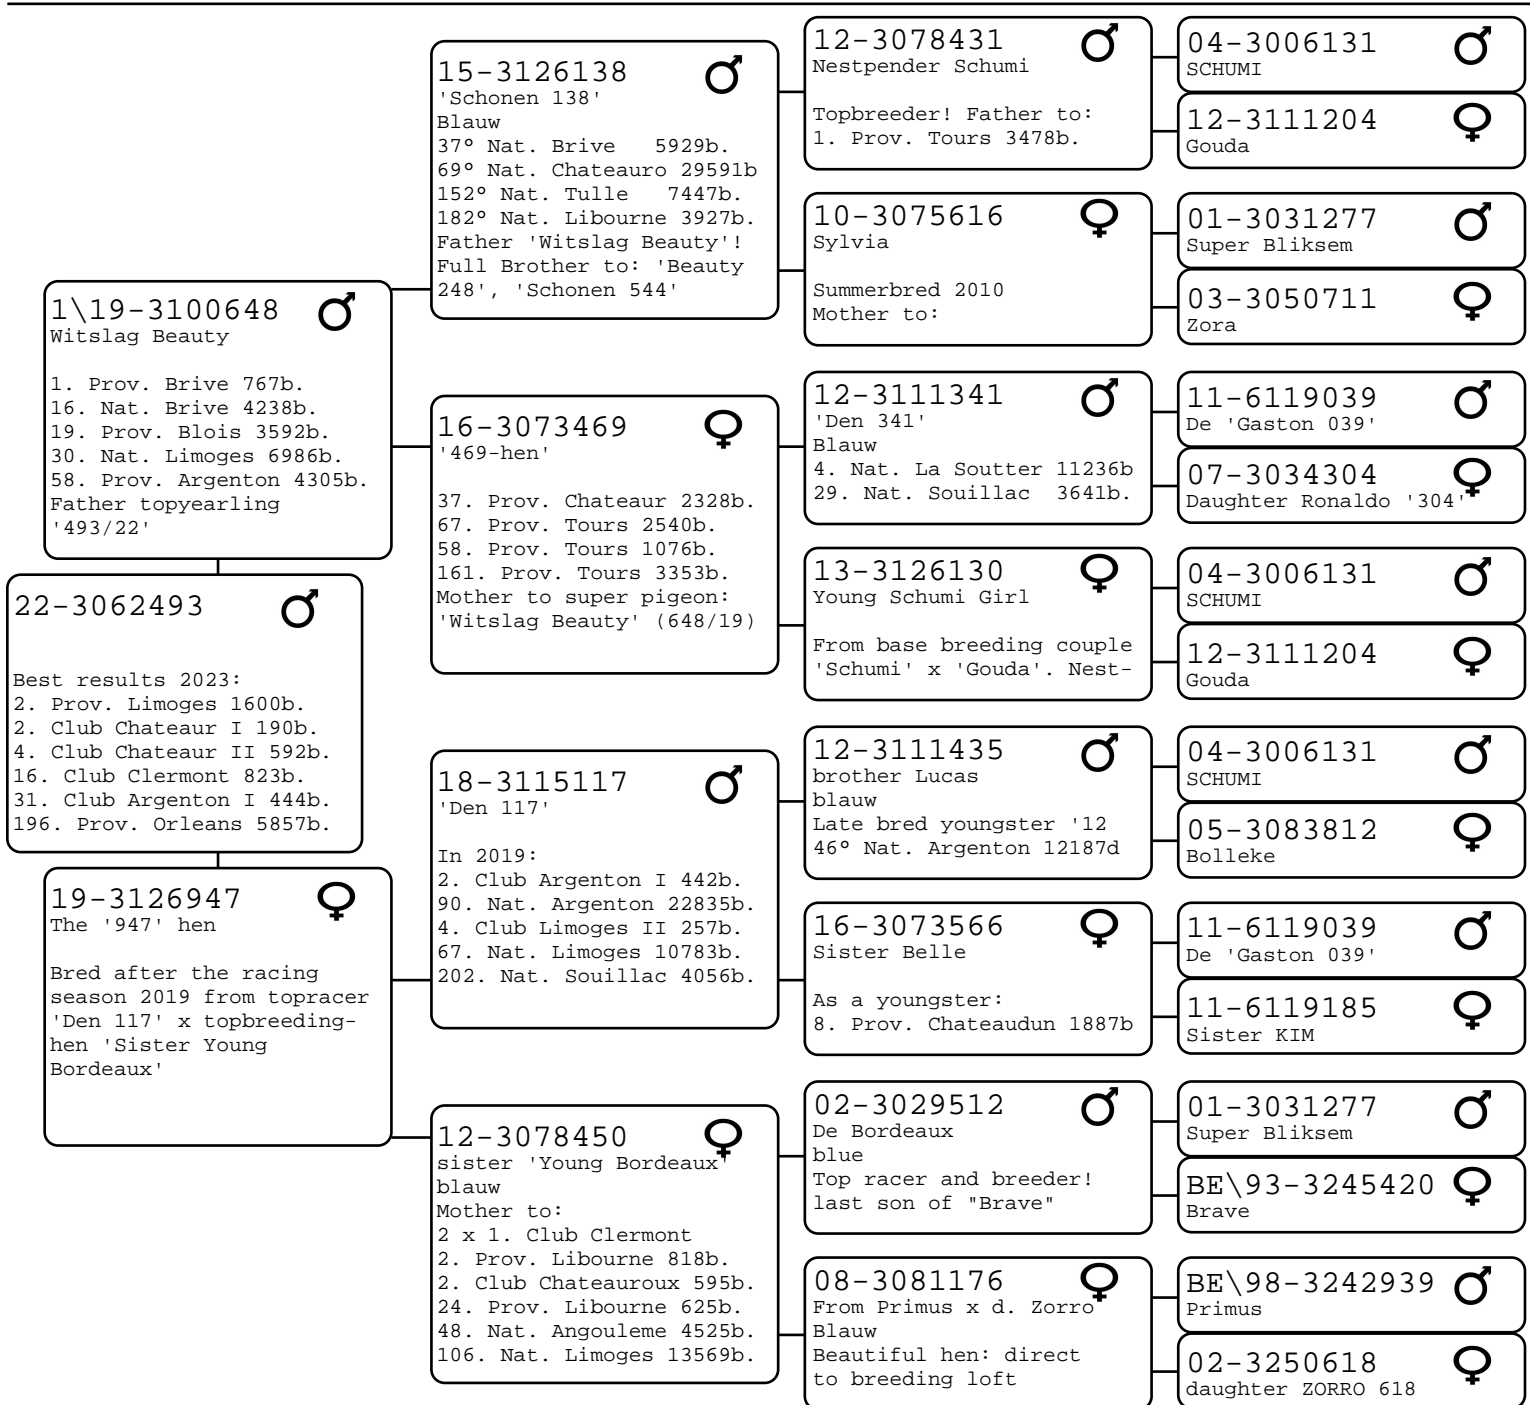 22-3062493
Best results 2023:
2. Prov. Limoges 1600b.
2. Club Chateaur I 190b.
4. Club Chateaur II 592b.
16. Club Clermont 823b.
31. Club Argenton I 444b.
196. Prov. Orleans 5857b.
1\19-3100648
Witslag Beauty
1. Prov. Brive 767b.
16. Nat. Brive 4238b.
19. Prov. Blois 3592b.
30. Nat. Limoges 6986b.
58. Prov. Argenton 4305b.
Father topyearling
'493/22'
19-3126947
The '947' hen
Bred after the racing
season 2019 from topracer
'Den 117' x topbreeding-
hen 'Sister Young
Bordeaux'
15-3126138
'Schonen 138'
Blauw
37° Nat. Brive 5929b.
69° Nat. Chateauro 29591b
152° Nat. Tulle 7447b.
182° Nat. Libourne 3927b.
Father 'Witslag Beauty'!
Full Brother to: 'Beauty
248', 'Schonen 544'
16-3073469
'469-hen'
37. Prov. Chateaur 2328b.
67. Prov. Tours 2540b.
58. Prov. Tours 1076b.
161. Prov. Tours 3353b.
Mother to super pigeon:
'Witslag Beauty' (648/19)
18-3115117
'Den 117'
In 2019:
2. Club Argenton I 442b.
90. Nat. Argenton 22835b.
4. Club Limoges II 257b.
67. Nat. Limoges 10783b.
202. Nat. Souillac 4056b.
12-3078450
sister 'Young Bordeaux'
blauw
Mother to:
2 x 1. Club Clermont
2. Prov. Libourne 818b.
2. Club Chateauroux 595b.
24. Prov. Libourne 625b.
48. Nat. Angouleme 4525b.
106. Nat. Limoges 13569b.
12-3078431
Nestpender Schumi
Topbreeder! Father to:
1. Prov. Tours 3478b.
10-3075616
Sylvia
Summerbred 2010
Mother to:
12-3111341
'Den 341'
Blauw
4. Nat. La Soutter 11236b
29. Nat. Souillac 3641b.
13-3126130
Young Schumi Girl
From base breeding couple
'Schumi' x 'Gouda'. Nest-
12-3111435
brother Lucas
blauw
Late bred youngster '12
46° Nat. Argenton 12187d
16-3073566
Sister Belle
As a youngster:
8. Prov. Chateaudun 1887b
02-3029512
De Bordeaux
blue
Top racer and breeder!
last son of "Brave"
08-3081176
From Primus x d. Zorro
Blauw
Beautiful hen: direct
to breeding loft
04-3006131
SCHUMI
12-3111204
Gouda
01-3031277
Super Bliksem
03-3050711
Zora
11-6119039
De 'Gaston 039'
07-3034304
Daughter Ronaldo '304'
04-3006131
SCHUMI
12-3111204
Gouda
04-3006131
SCHUMI
05-3083812
Bolleke
11-6119039
De 'Gaston 039'
11-6119185
Sister KIM
01-3031277
Super Bliksem
BE\93-3245420
Brave
BE\98-3242939
Primus
02-3250618
daughter ZORRO 618